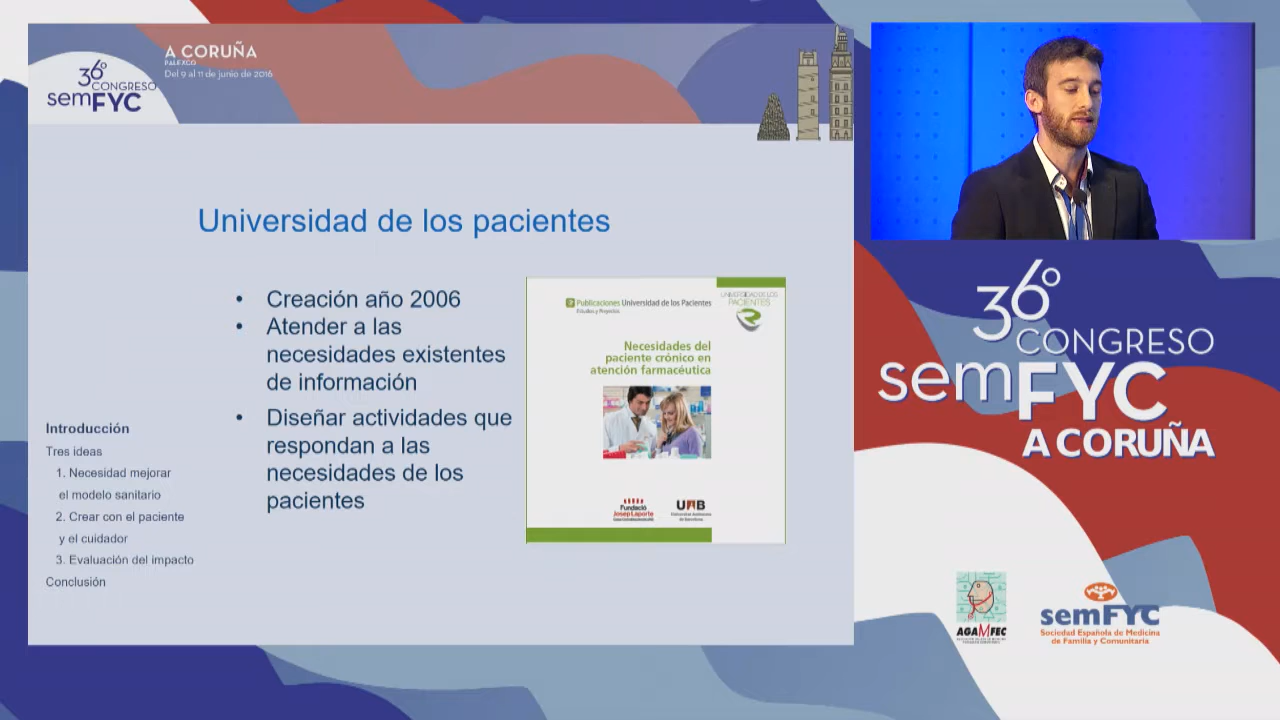 36º
CONGRESO
semFYC
A CORUÑA
PALEXCO
Del 9 al 11 de junio de 2016
Universidad de los pacientes
• Creación año 2006
• Atender a las
necesidades existentes
de información
• Diseñar actividades que
respondan a las
necesidades de los
pacientes
Introducción
Tres ideas
1. Necesidad mejorar
el modelo sanitario
2. Crear con el paciente
y el cuidador
3. Evaluación del impacto
Conclusión
Publicaciones Universidad de los Pacientes
Estudios y Reportes
UNIVERSIDAD DE LOS
PACIENTES
Necesidades del
paciente crónico en
atención farmacéutica
Fundació
Josep Laporte
UAB
Universitat Autònoma
de Barcelona
36º
CONGRESO
semFYC
A CORUÑA
AGAMFEC
semFYC
Sociedad Española de Medicina
de Familia y Comunitaria